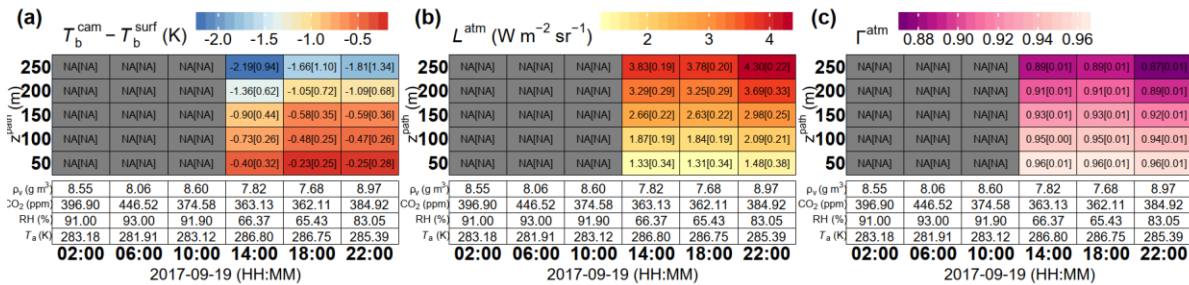 (a) T_b^cam − T_b^surf (K) -2.0 -1.5 -1.0 -0.5
250 NA[NA] NA[NA] NA[NA] -2.19[0.94] -1.66[1.10] -1.81[1.34]
200 NA[NA] NA[NA] NA[NA] -1.36[0.62] -1.05[0.72] -1.09[0.68]
150 NA[NA] NA[NA] NA[NA] -0.90[0.44] -0.58[0.35] -0.59[0.36]
100 NA[NA] NA[NA] NA[NA] -0.73[0.26] -0.48[0.25] -0.47[0.26]
50 NA[NA] NA[NA] NA[NA] -0.40[0.32] -0.23[0.25] -0.25[0.28]
z^path (m)
ρ_v (g m³) 8.55 8.06 8.60 7.82 7.68 8.97
CO₂ (ppm) 396.90 446.52 374.58 363.13 362.11 384.92
RH (%) 91.00 93.00 91.90 66.37 65.43 83.05
T_a (K) 283.18 281.91 283.12 286.80 286.75 285.39
02:00 06:00 10:00 14:00 18:00 22:00
2017-09-19 (HH:MM)
(b) L^atm (W m⁻² sr⁻¹) 2 3 4
250 NA[NA] NA[NA] NA[NA] 3.83[0.19] 3.78[0.20] 4.30[0.22]
200 NA[NA] NA[NA] NA[NA] 3.29[0.29] 3.25[0.29] 3.69[0.33]
150 NA[NA] NA[NA] NA[NA] 2.66[0.22] 2.63[0.22] 2.98[0.25]
100 NA[NA] NA[NA] NA[NA] 1.87[0.19] 1.84[0.19] 2.09[0.21]
50 NA[NA] NA[NA] NA[NA] 1.33[0.34] 1.31[0.34] 1.48[0.38]
z^path (m)
ρ_v (g m³) 8.55 8.06 8.60 7.82 7.68 8.97
CO₂ (ppm) 396.90 446.52 374.58 363.13 362.11 384.92
RH (%) 91.00 93.00 91.90 66.37 65.43 83.05
T_a (K) 283.18 281.91 283.12 286.80 286.75 285.39
02:00 06:00 10:00 14:00 18:00 22:00
2017-09-19 (HH:MM)
(c) Γ^atm 0.88 0.90 0.92 0.94 0.96
250 NA[NA] NA[NA] NA[NA] 0.89[0.01] 0.89[0.01] 0.87[0.01]
200 NA[NA] NA[NA] NA[NA] 0.91[0.01] 0.91[0.01] 0.89[0.01]
150 NA[NA] NA[NA] NA[NA] 0.93[0.01] 0.93[0.01] 0.92[0.01]
100 NA[NA] NA[NA] NA[NA] 0.95[0.00] 0.95[0.01] 0.94[0.01]
50 NA[NA] NA[NA] NA[NA] 0.96[0.01] 0.96[0.01] 0.96[0.01]
z^path (m)
ρ_v (g m³) 8.55 8.06 8.60 7.82 7.68 8.97
CO₂ (ppm) 396.90 446.52 374.58 363.13 362.11 384.92
RH (%) 91.00 93.00 91.90 66.37 65.43 83.05
T_a (K) 283.18 281.91 283.12 286.80 286.75 285.39
02:00 06:00 10:00 14:00 18:00 22:00
2017-09-19 (HH:MM)